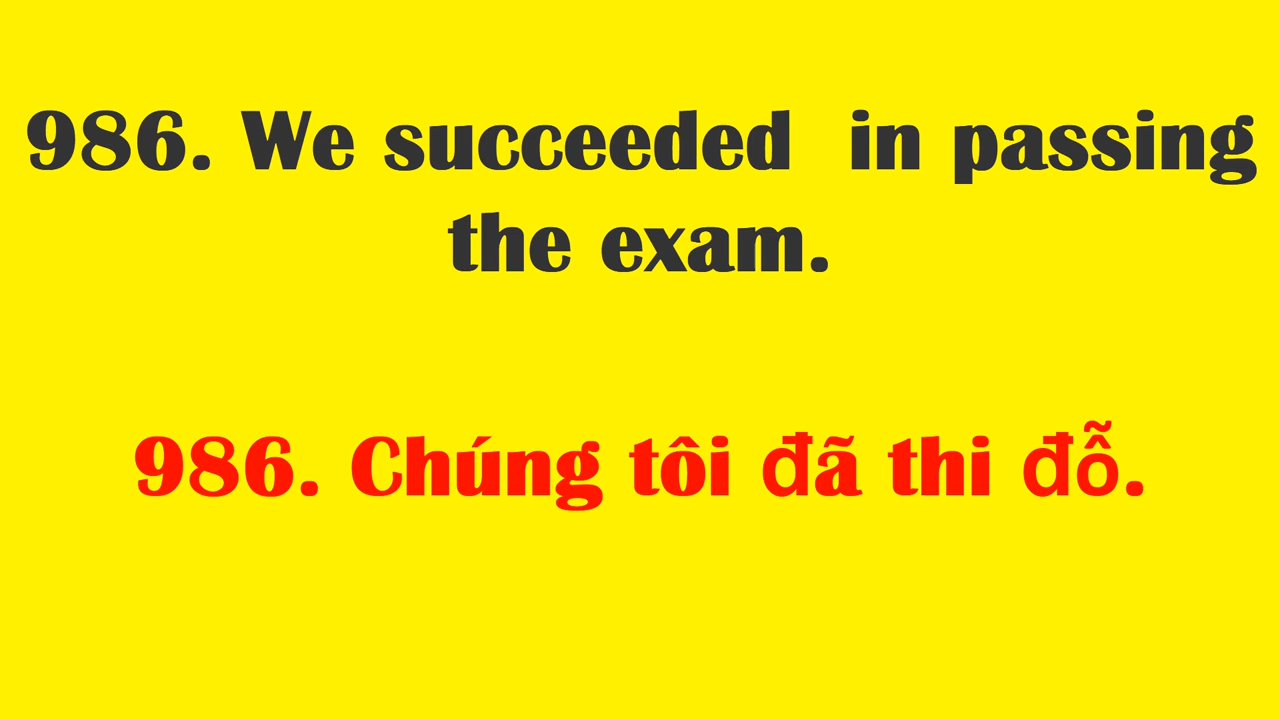 986. We succeeded  in passing
the exam.
986. Chúng tôi đã thi đỗ.